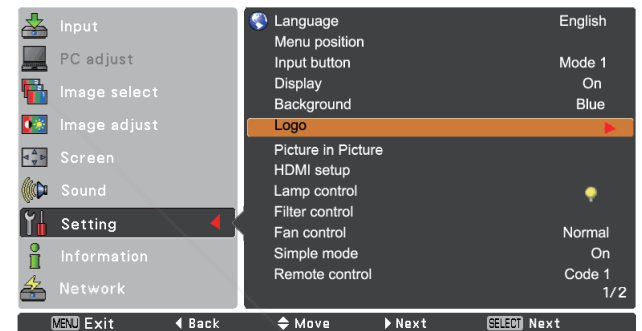 Input
PC adjust
Image select
Image adjust
Screen
Sound
Setting
Information
Network
Language English
Menu position
Input button Mode 1
Display On
Background Blue
Logo
Picture in Picture
HDMI setup
Lamp control
Filter control
Fan control Normal
Simple mode On
Remote control Code 1
1/2
MENU Exit Back Move Next SELECT Next